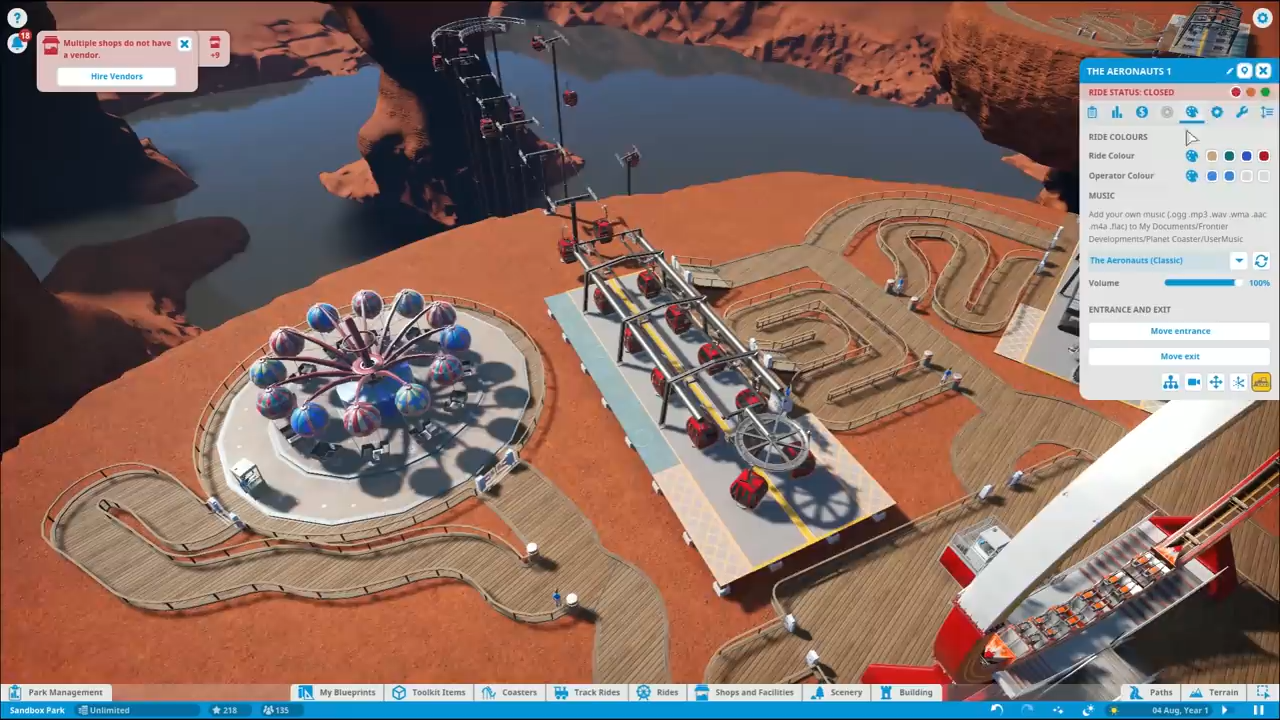 ?
18
Multiple shops do not have
a vendor.
Hire Vendors
+9
THE AERONAUTS 1
RIDE STATUS: CLOSED
RIDE COLOURS
Ride Colour
Operator Colour
MUSIC
Add your own music (.ogg .mp3 .wav .wma .aac
.m4a .flac) to My Documents/Frontier
Developments/Planet Coaster/UserMusic
The Aeronauts (Classic)
Volume 100%
ENTRANCE AND EXIT
Move entrance
Move exit
Park Management My Blueprints Toolkit Items Coasters Track Rides Rides Shops and Facilities Scenery Building Paths Terrain
Sandbox Park Unlimited 218 135 04 Aug, Year 1